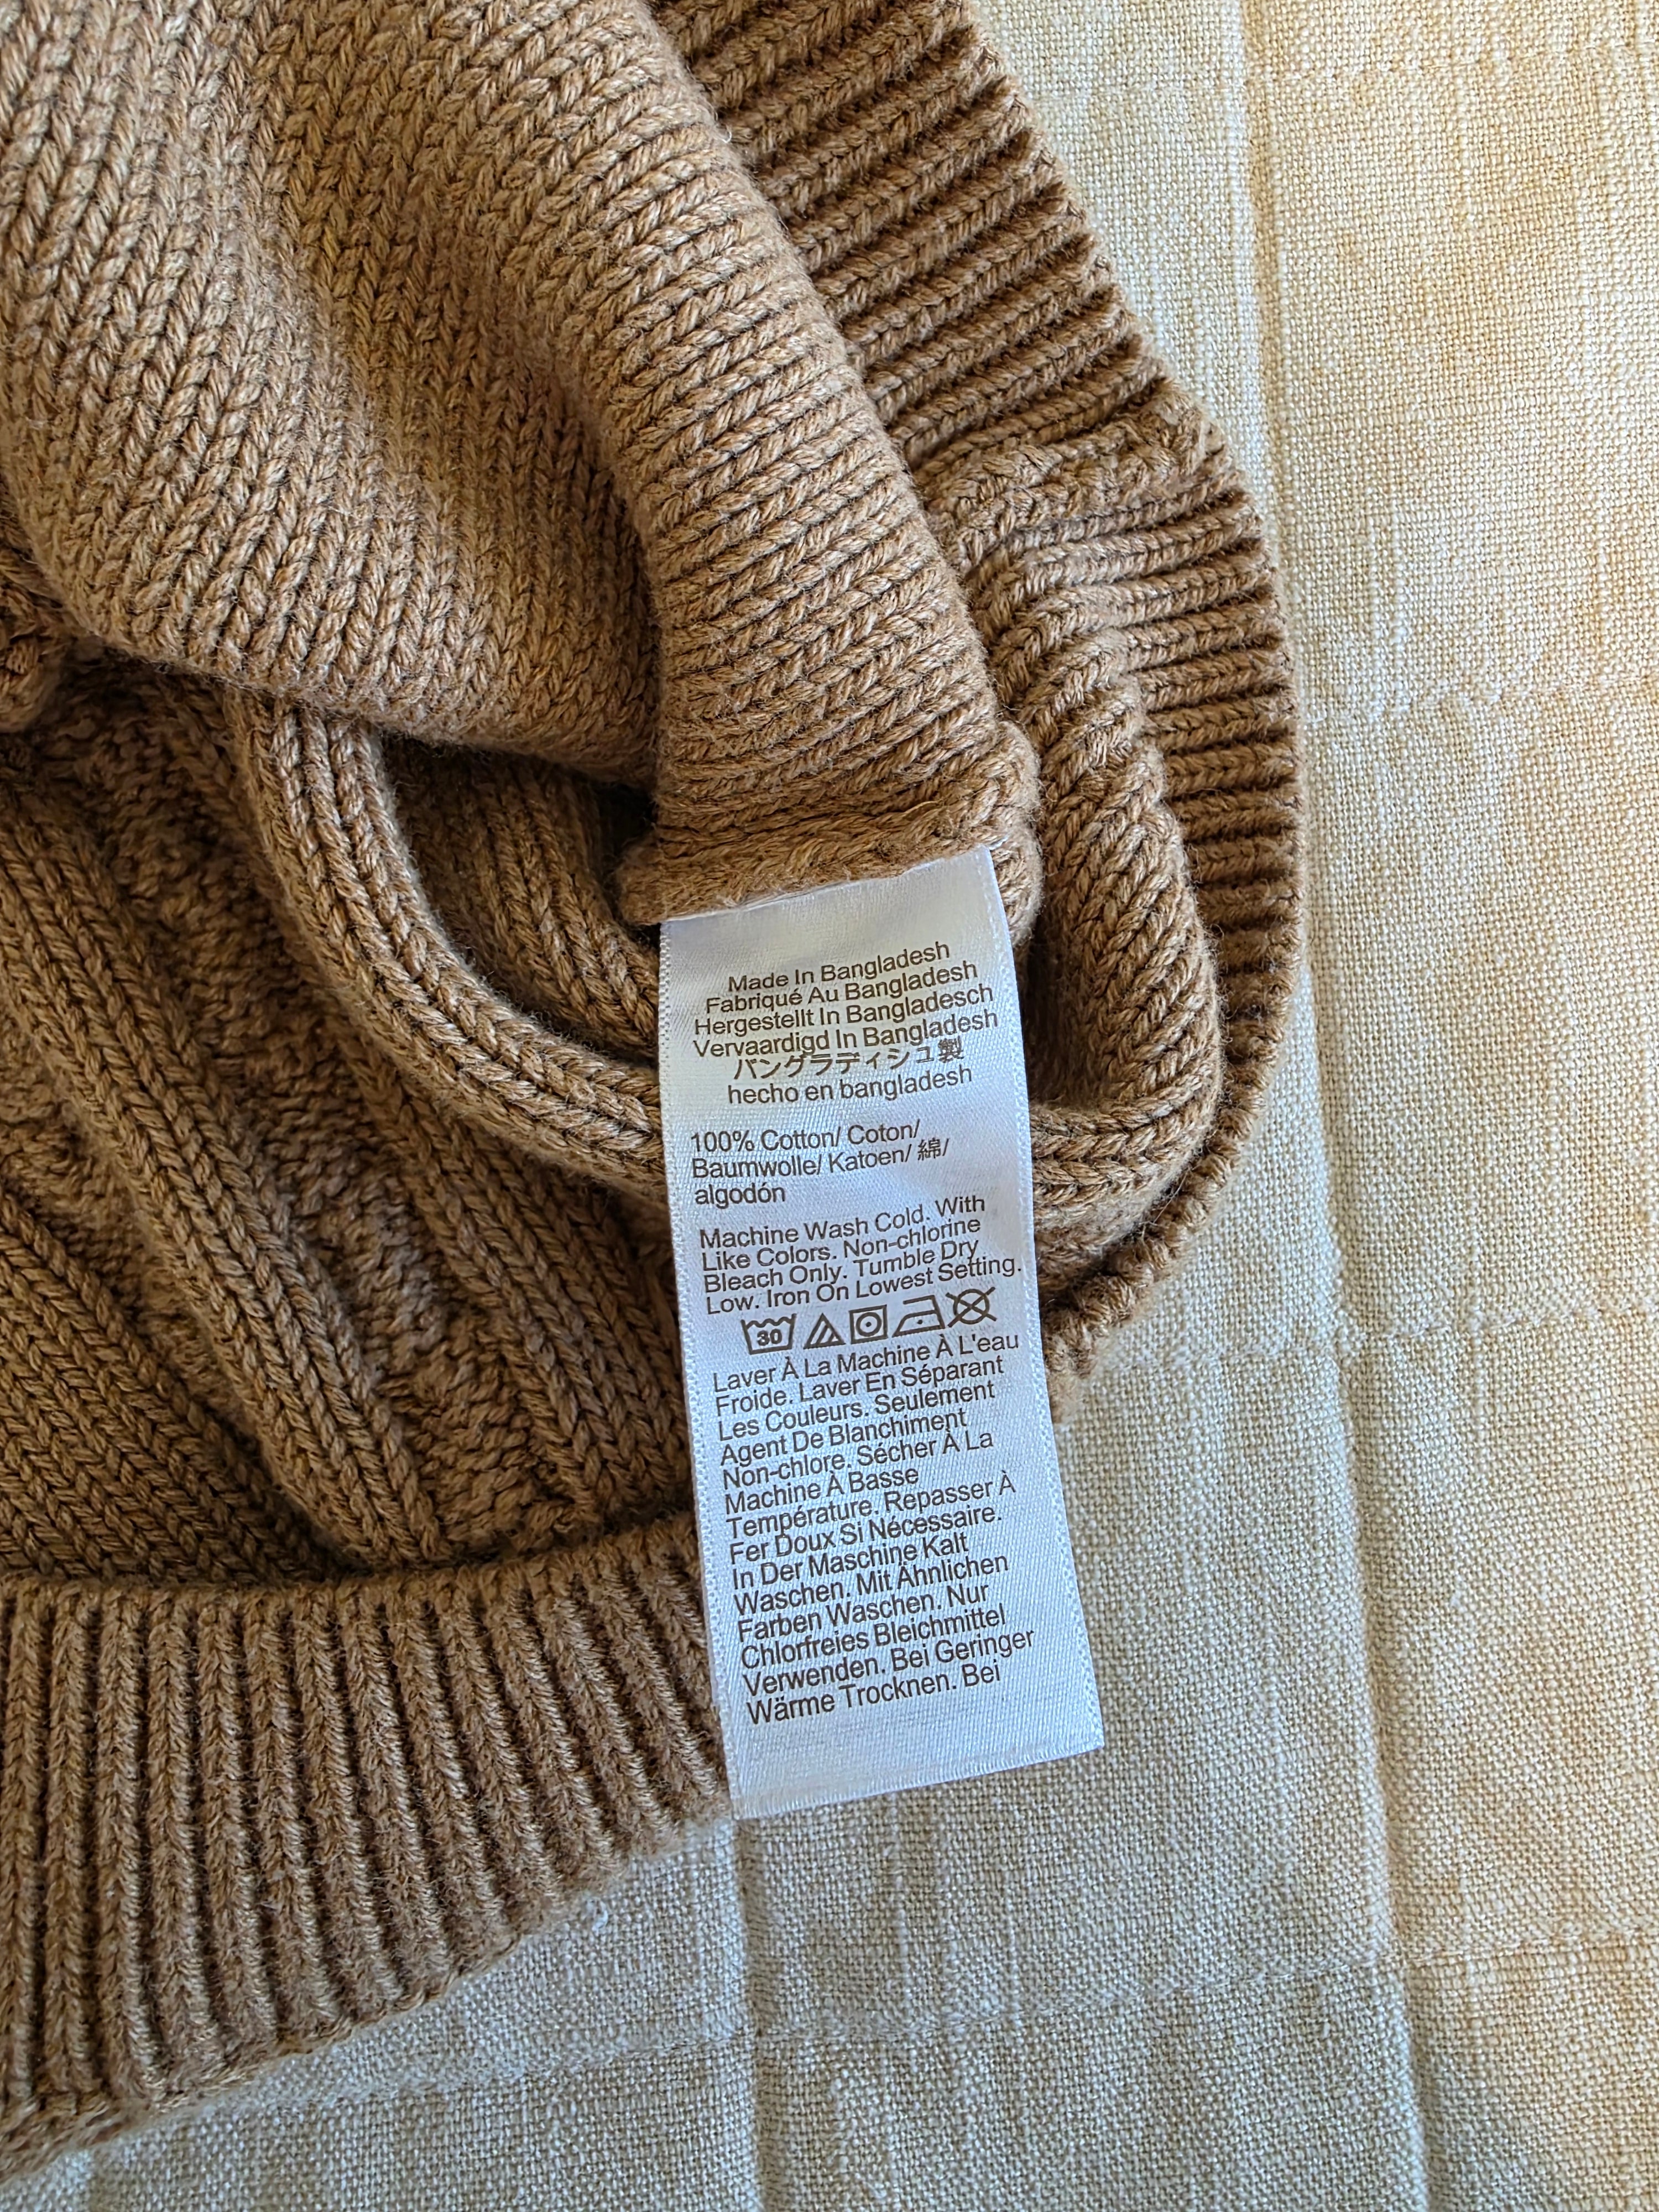 Made In Bangladesh
Fabriqué Au Bangladesh
Hergestellt In Bangladesch
Vervaardigd In Bangladesh
バングラディシュ製
hecho en bangladesh
100% Cotton/ Coton/
Baumwolle/ Katoen/ 綿/
algodón
Machine Wash Cold. With
Like Colors. Non-chlorine
Bleach Only. Tumble Dry
Low. Iron On Lowest Setting.
30
Laver À La Machine À L'eau
Froide. Laver En Séparant
Les Couleurs. Seulement
Agent De Blanchiment
Non-chlore. Sécher À La
Machine À Basse
Température. Repasser À
Fer Doux Si Nécessaire.
In Der Maschine Kalt
Waschen. Mit Ähnlichen
Farben Waschen. Nur
Chlorfreies Bleichmittel
Verwenden. Bei Geringer
Wärme Trocknen. Bei